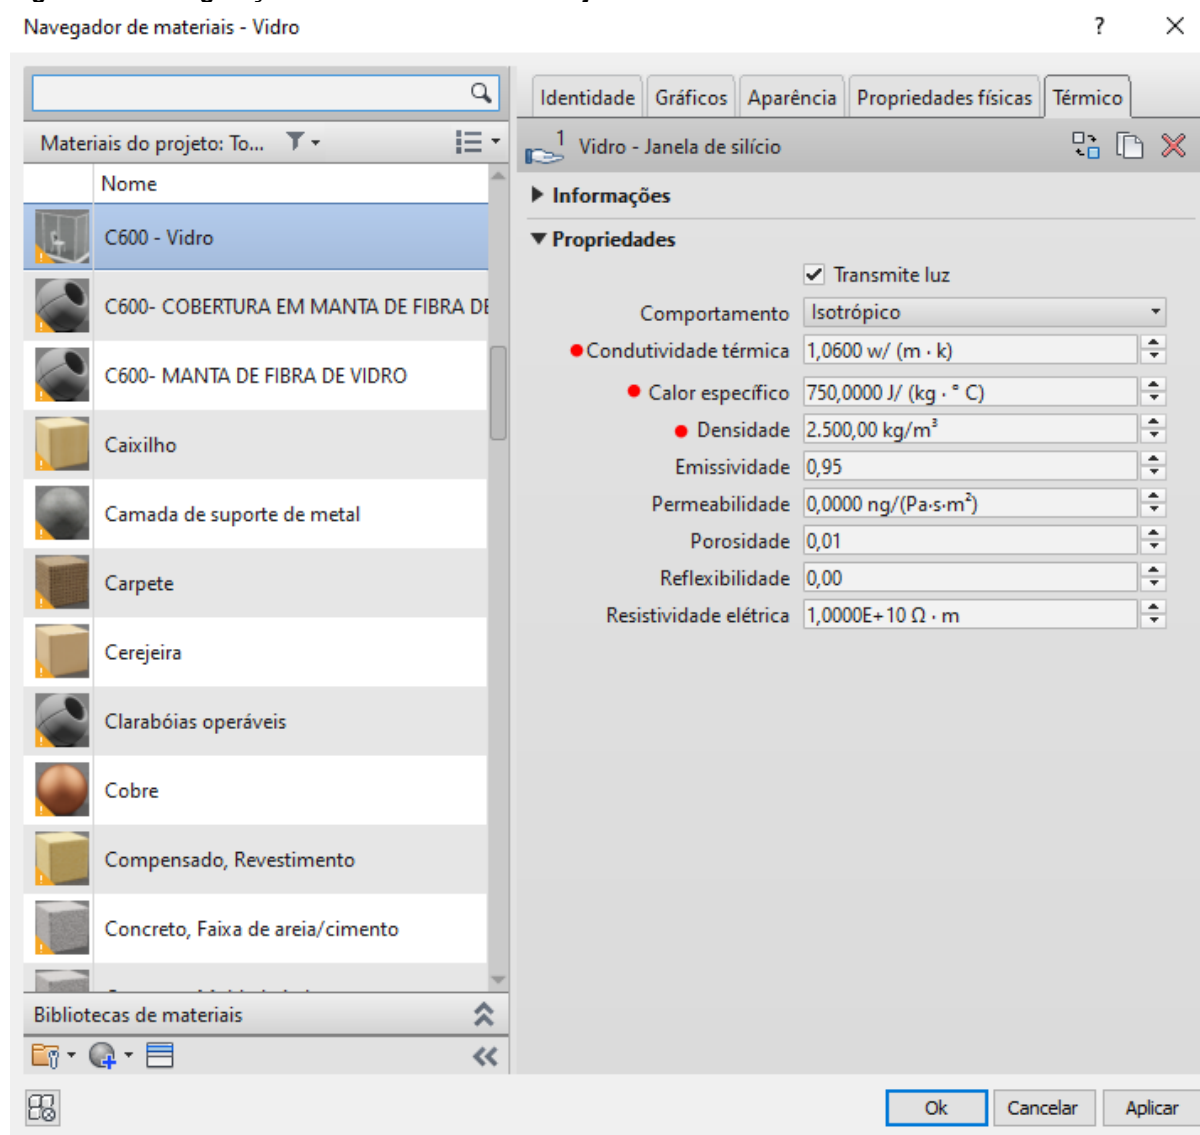 Navegador de materiais - Vidro
?
Identidade
Gráficos
Aparência
Propriedades físicas
Térmico
Materiais do projeto: To...
1
Vidro - Janela de silício
Nome
C600 - Vidro
C600- COBERTURA EM MANTA DE FIBRA DE
C600- MANTA DE FIBRA DE VIDRO
Caixilho
Camada de suporte de metal
Carpete
Cerejeira
Clarabóias operáveis
Cobre
Compensado, Revestimento
Concreto, Faixa de areia/cimento
Bibliotecas de materiais
Informações
Propriedades
Transmite luz
Comportamento Isotrópico
Condutividade térmica 1,0600 w/ (m · k)
Calor específico 750,0000 J/ (kg · ° C)
Densidade 2.500,00 kg/m³
Emissividade 0,95
Permeabilidade 0,0000 ng/(Pa·s·m²)
Porosidade 0,01
Reflexibilidade 0,00
Resistividade elétrica 1,0000E+10 Ω · m
Ok
Cancelar
Aplicar